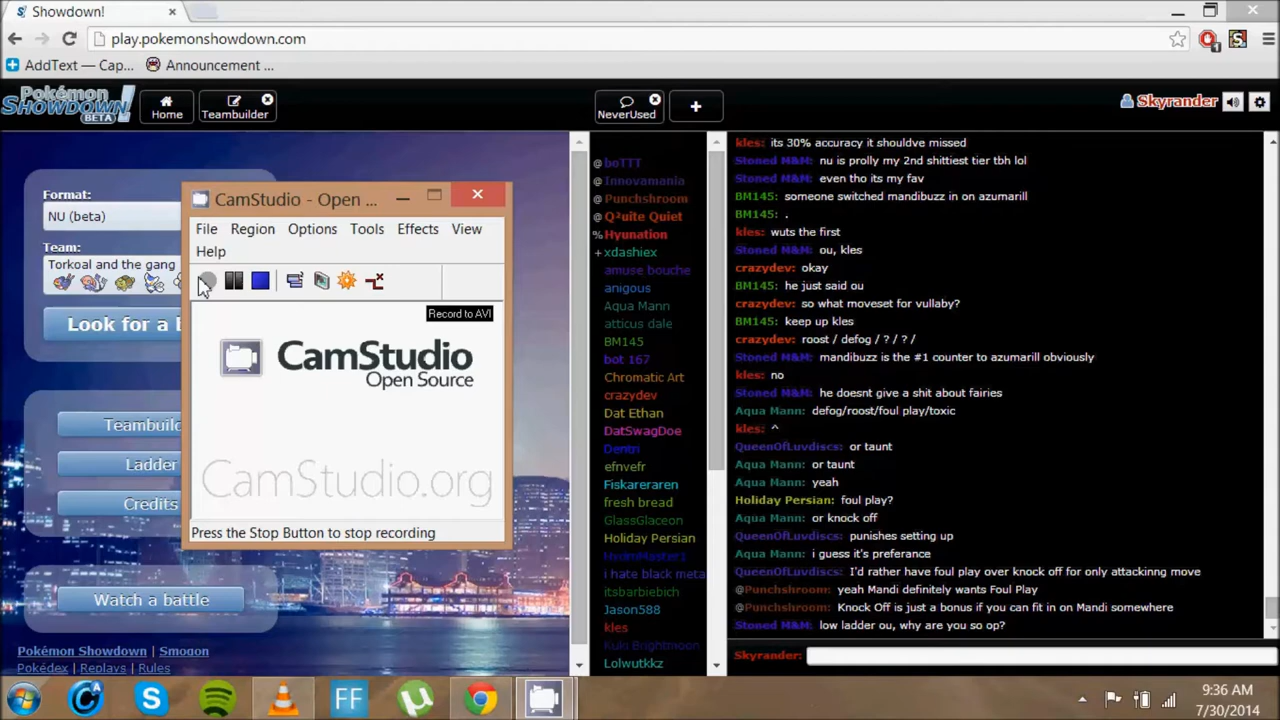 Showdown!
play.pokemonshowdown.com
AddText — Cap...
Announcement ...
Pokémon
SHOWDOWN!
BETA
Home
Teambuilder
NeverUsed
Skyrander
Format:
NU (beta)
Team:
Torkoal and the gang
Look for a B
Teambuild
Ladder
Credits
Watch a battle
Pokémon Showdown | Smogon
Pokédex | Replays | Rules
CamStudio - Open ...
File Region Options Tools Effects View
Help
Record to AVI
CamStudio
Open Source
CamStudio.org
Press the Stop Button to stop recording
@ boTTT
@ Innovamania
@ Punchshroom
@ Q²uite Quiet
% Hyunation
+ xdashiex
amuse bouche
anigous
Aqua Mann
atticus dale
BM145
bot 167
Chromatic Art
crazydev
Dat Ethan
DatSwagDoe
Dentri
efnvefr
Fiskareraren
fresh bread
GlassGlaceon
Holiday Persian
i hate black meta
itsbarbiebich
Jason588
kles
Kuki Brightmoon
Lolwutkkz
kles: its 30% accuracy it shouldve missed
Stoned M&M: nu is prolly my 2nd shittiest tier tbh lol
Stoned M&M: even tho its my fav
BM145: someone switched mandibuzz in on azumarill
BM145: .
kles: wuts the first
Stoned M&M: ou, kles
crazydev: okay
BM145: he just said ou
crazydev: so what moveset for vullaby?
BM145: keep up kles
crazydev: roost / defog / ? / ? /
Stoned M&M: mandibuzz is the #1 counter to azumarill obviously
kles: no
Stoned M&M: he doesnt give a shit about fairies
Aqua Mann: defog/roost/foul play/toxic
kles: ^
QueenOfLuvdiscs: or taunt
Aqua Mann: or taunt
Aqua Mann: yeah
Holiday Persian: foul play?
Aqua Mann: or knock off
QueenOfLuvdiscs: punishes setting up
Aqua Mann: i guess it's preferance
QueenOfLuvdiscs: I'd rather have foul play over knock off for only attackinng move
@Punchshroom: yeah Mandi definitely wants Foul Play
@Punchshroom: Knock Off is just a bonus if you can fit in on Mandi somewhere
Stoned M&M: low ladder ou, why are you so op?
Skyrander:
FF
9:36 AM
7/30/2014